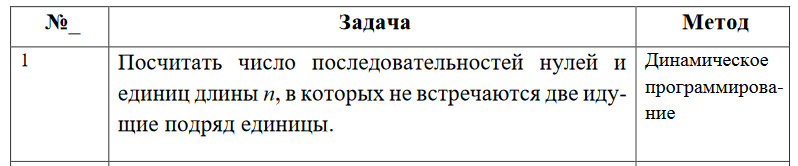 №_ Задача Метод
1 Посчитать число последовательностей нулей и Динамическое
единиц длины n, в которых не встречаются две иду- программирова-
щие подряд единицы. ние